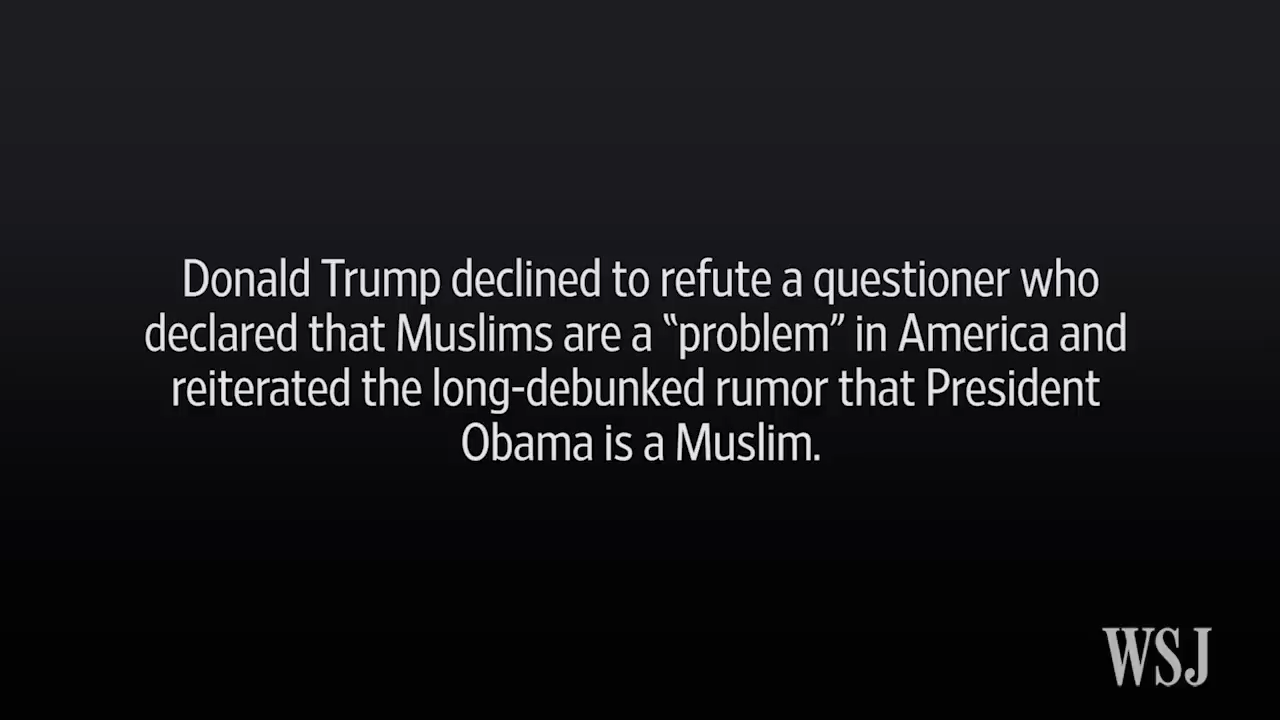 Donald Trump declined to refute a questioner who
declared that Muslims are a “problem” in America and
reiterated the long-debunked rumor that President
Obama is a Muslim.
WSJ